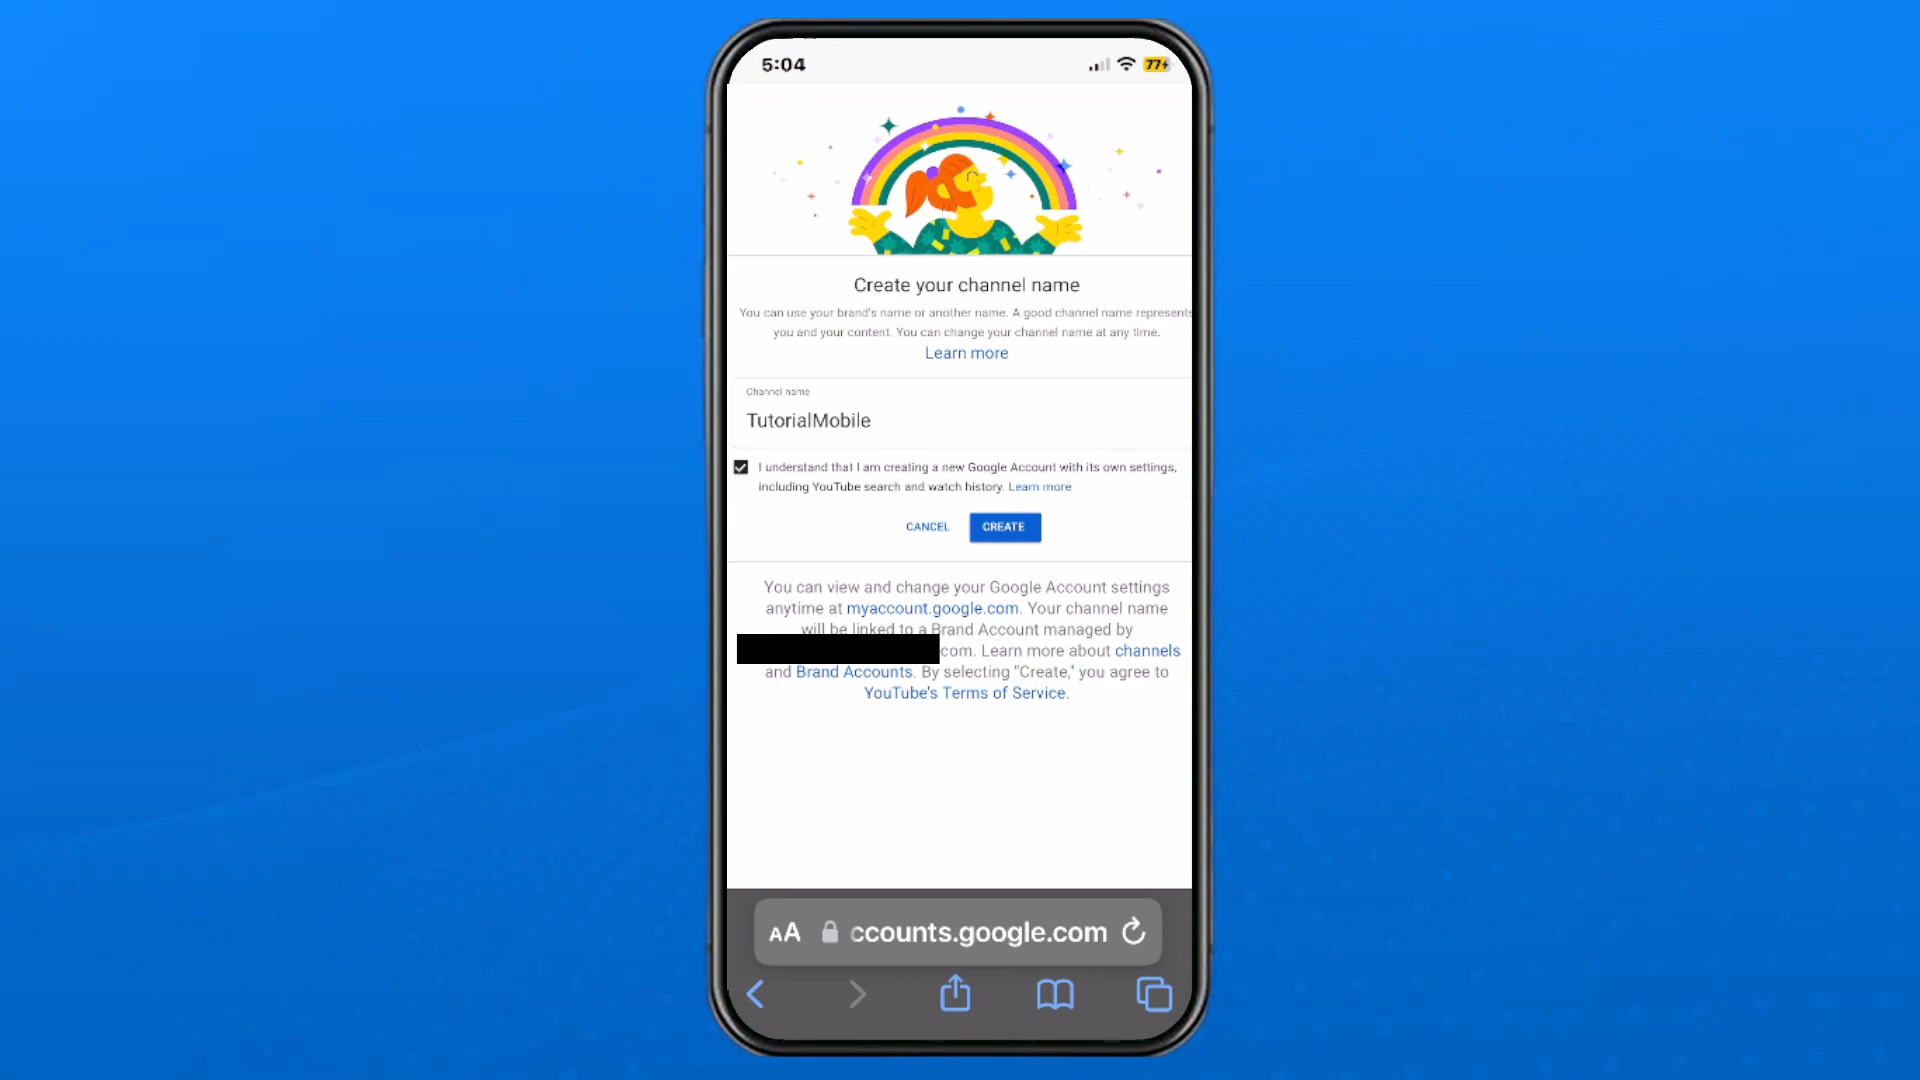 5:04
77
Create your channel name
You can use your brand's name or another name. A good channel name represents
you and your content. You can change your channel name at any time.
Learn more
Channel name
TutorialMobile
I understand that I am creating a new Google Account with its own settings,
including YouTube search and watch history. Learn more
CANCEL CREATE
You can view and change your Google Account settings
anytime at myaccount.google.com. Your channel name
will be linked to a Brand Account managed by
com. Learn more about channels
and Brand Accounts. By selecting "Create," you agree to
YouTube's Terms of Service.
AA ccounts.google.com